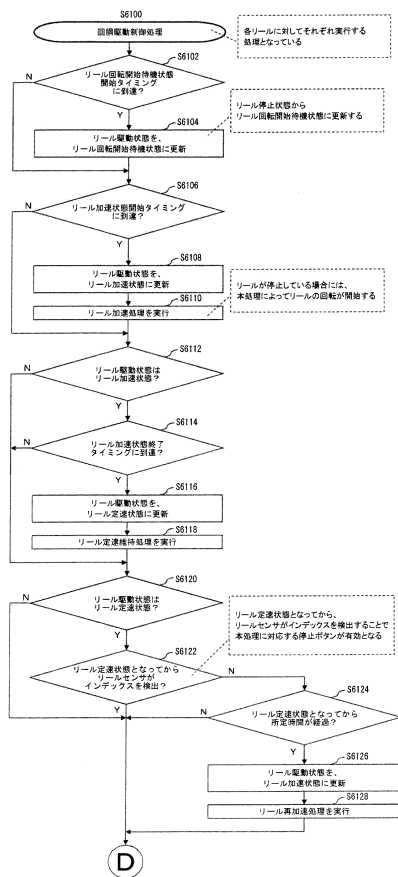 S6100
回胴駆動制御処理
各リールに対してそれぞれ実行する
処理となっている
S6102
リール回転開始待機状態
開始タイミング
に到達?
N
Y
リール停止状態から
リール回転開始待機状態に更新する
S6104
リール駆動状態を、
リール回転開始待機状態に更新
S6106
リール加速状態開始タイミング
に到達?
N
Y
S6108
リール駆動状態を、
リール加速状態に更新
リールが停止している場合には、
本処理によってリールの回転が開始する
S6110
リール加速処理を実行
S6112
リール駆動状態は
リール加速状態?
N
Y
S6114
リール加速状態終了
タイミングに到達?
N
Y
S6116
リール駆動状態を、
リール定速状態に更新
S6118
リール定速維持処理を実行
S6120
リール駆動状態は
リール定速状態?
N
Y
リール定速状態となってから、
リールセンサがインデックスを検出することで
本処理に対応する停止ボタンが有効となる
S6122
リール定速状態となってから
リールセンサが
インデックスを検出?
N
Y
S6124
リール定速状態となってから
所定時間が経過?
N
Y
S6126
リール駆動状態を、
リール加速状態に更新
S6128
リール再加速処理を実行
D